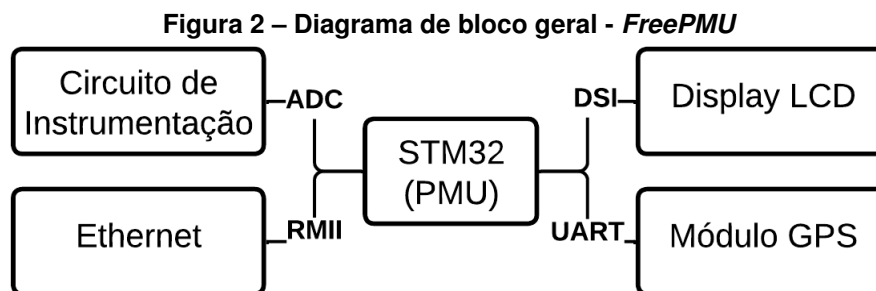 Figura 2 – Diagrama de bloco geral - FreePMU
Circuito de
Instrumentação
ADC
DSI
Display LCD
STM32
(PMU)
Ethernet
RMII
UART
Módulo GPS